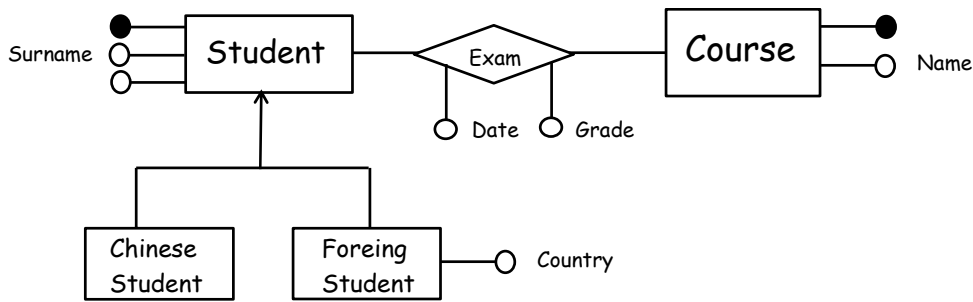 Surname
Student
Exam
Course
Name
Date
Grade
Chinese
Student
Foreing
Student
Country